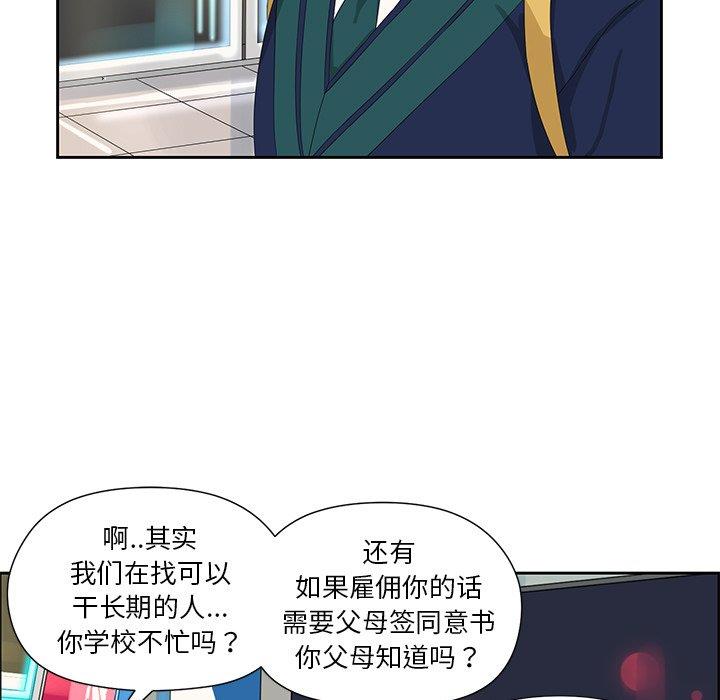 啊..其实
我们在找可以
干长期的人...
你学校不忙吗？
还有
如果雇佣你的话
需要父母签同意书
你父母知道吗？